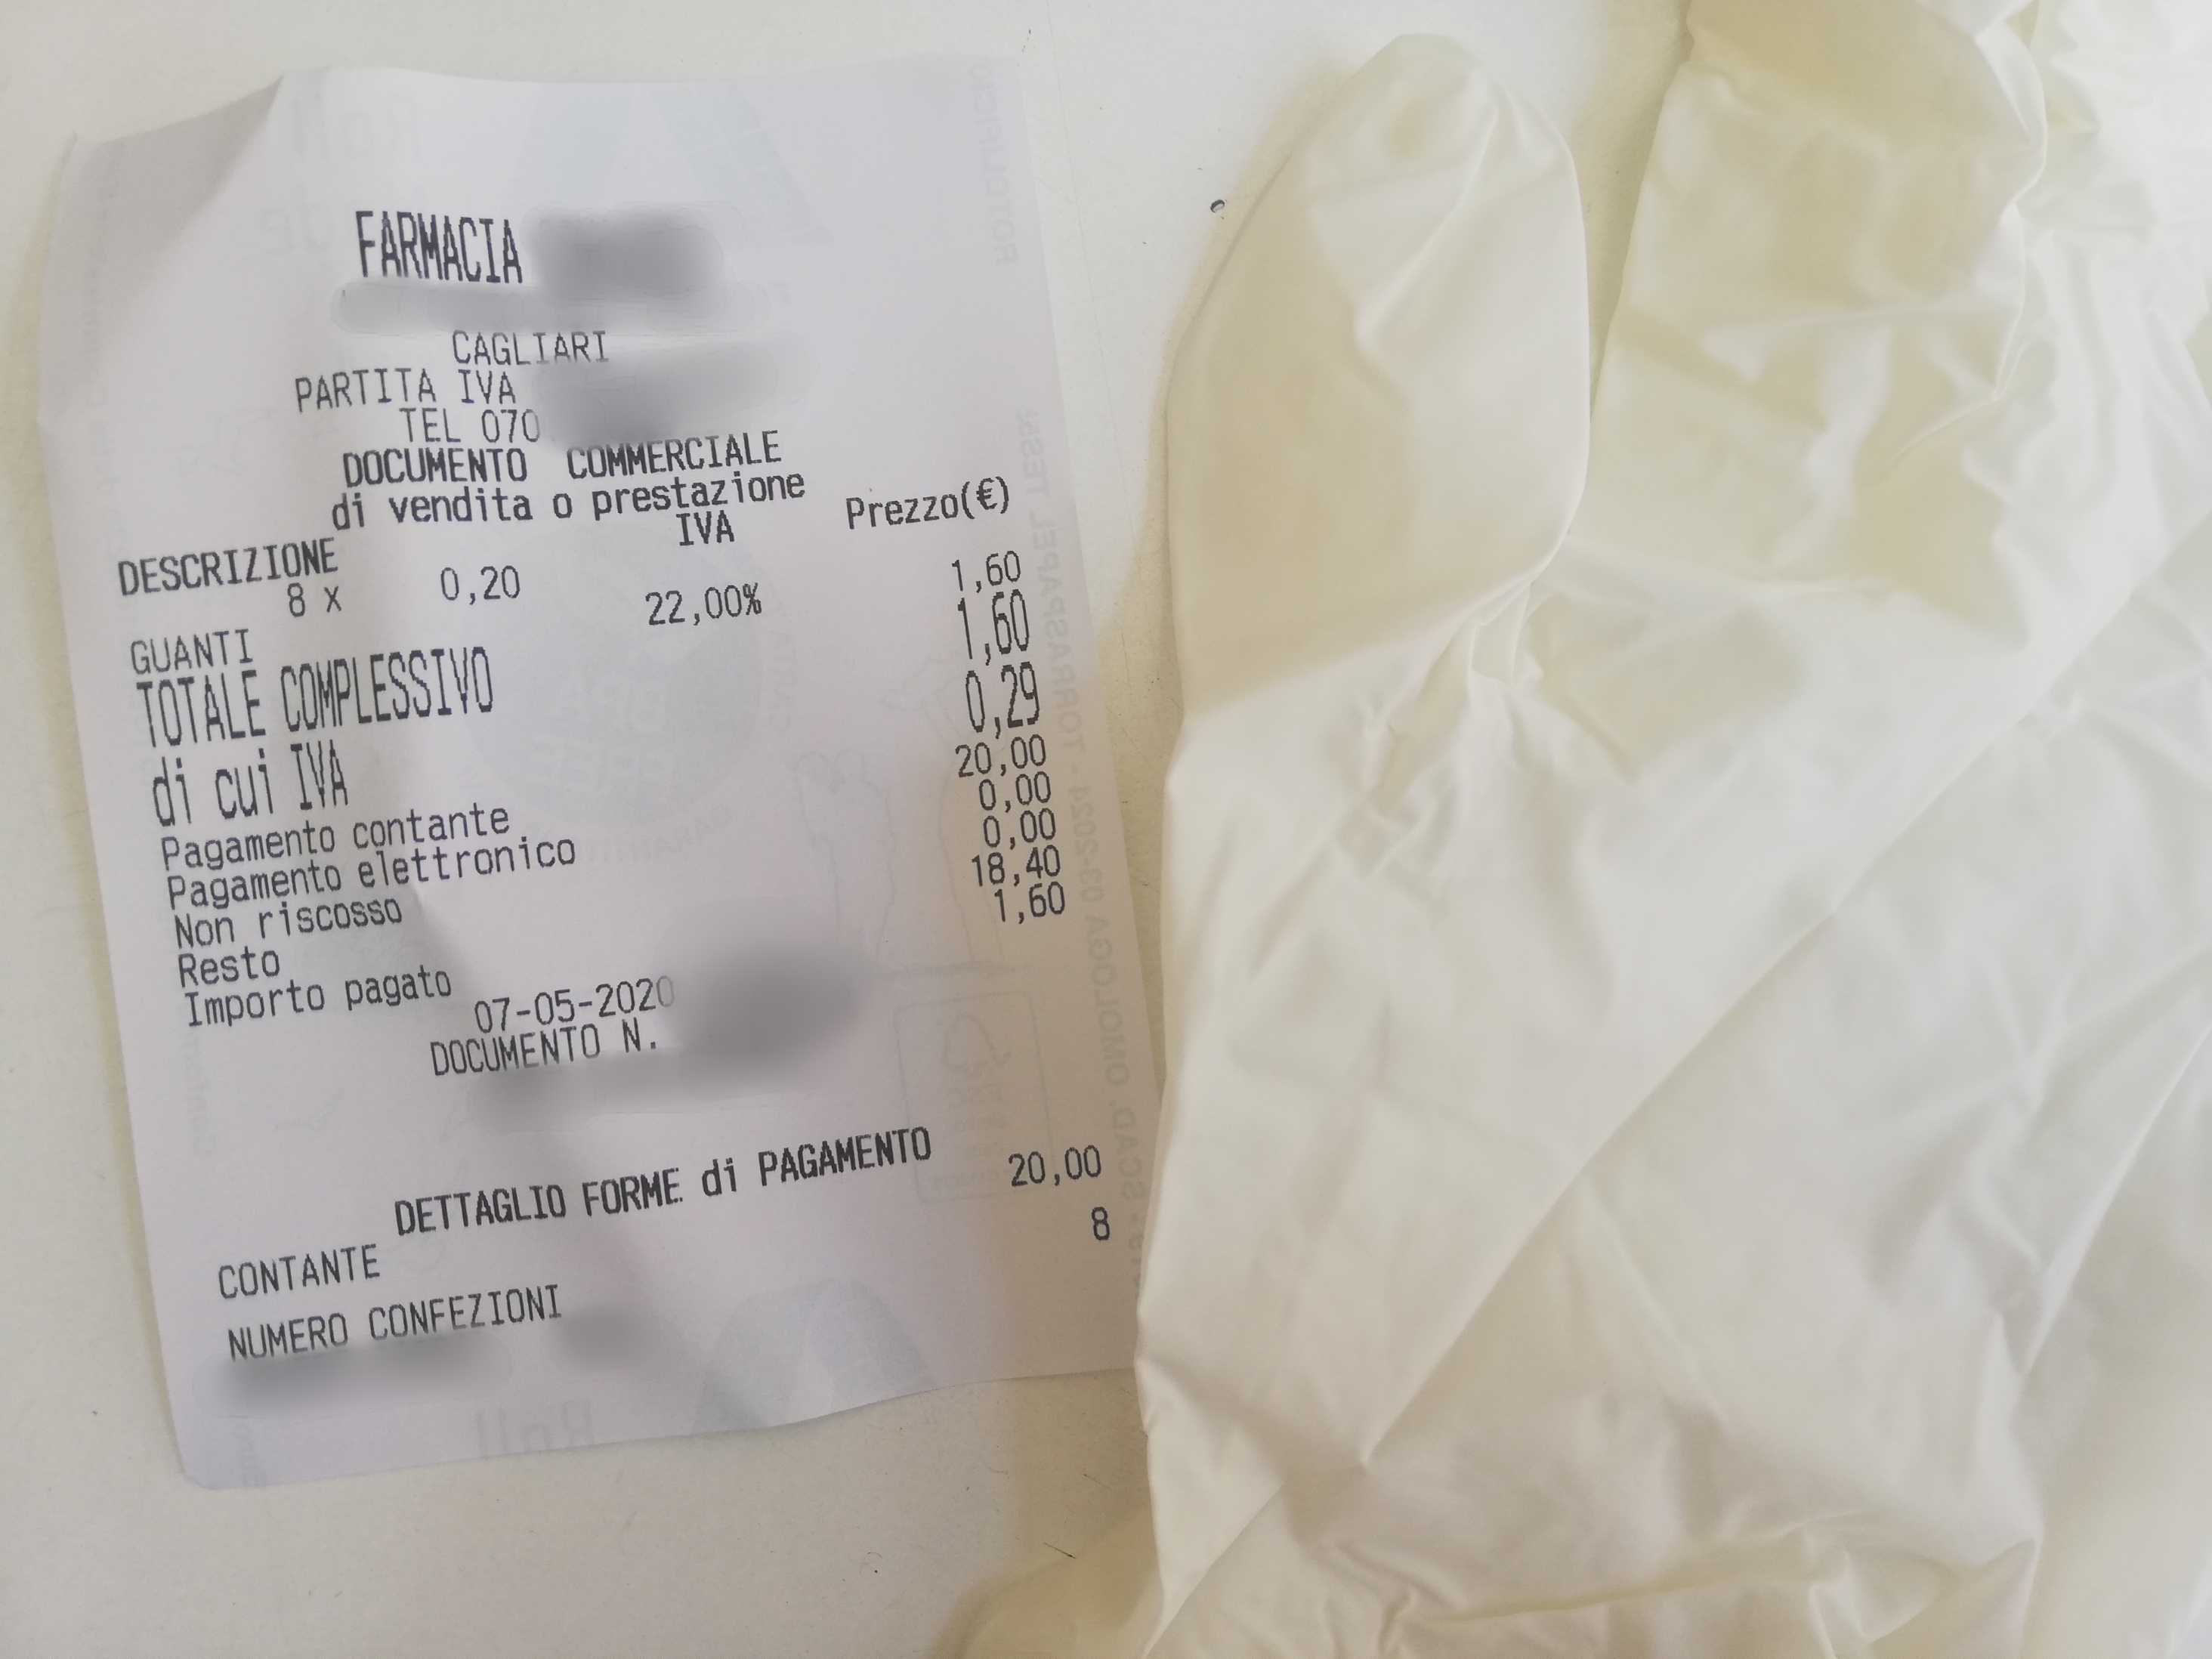 FARMACIA
CAGLIARI
PARTITA IVA
TEL 070
DOCUMENTO COMMERCIALE
di vendita o prestazione
DESCRIZIONE IVA Prezzo(€)
8 x 0,20
GUANTI 22,00% 1,60
TOTALE COMPLESSIVO 1,60
di cui IVA 0,29
Pagamento contante 20,00
Pagamento elettronico 0,00
Non riscosso 0,00
Resto 18,40
Importo pagato 1,60
07-05-2020
DOCUMENTO N.
DETTAGLIO FORME di PAGAMENTO
CONTANTE 20,00
NUMERO CONFEZIONI 8